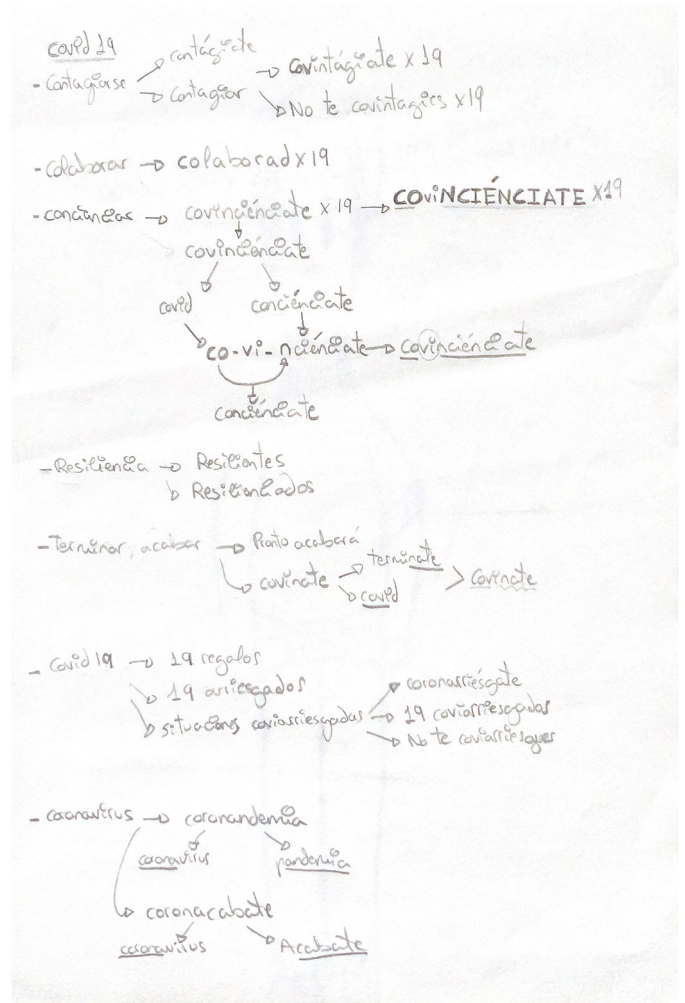 covid 19
contágiate
- Contagiarse → Covintágiate x 19
Contagiar
No te covintagies x19
- Colaborar → colaborad x 19
- conciencias → covinciénciate x 19 → COviNCIÉNCIATE X19
covinciénciate
covid conciénciate
co-vi-nciénciate → covinciénciate
conciénciate
- Resiliencia → Resilientes
Resilienciados
- Terminar, acabar → Pronto acabará
terminate
covinate > Covinate
covid
- Covid 19 → 19 regalos
coronarriésgate
19 arriesgados
situaciones coviarriesgadas → 19 coviarriesgados
No te coviarriesgues
- coronavirus → coronandemia
coronavirus pandemia
coronacabate
coronavirus Acabate